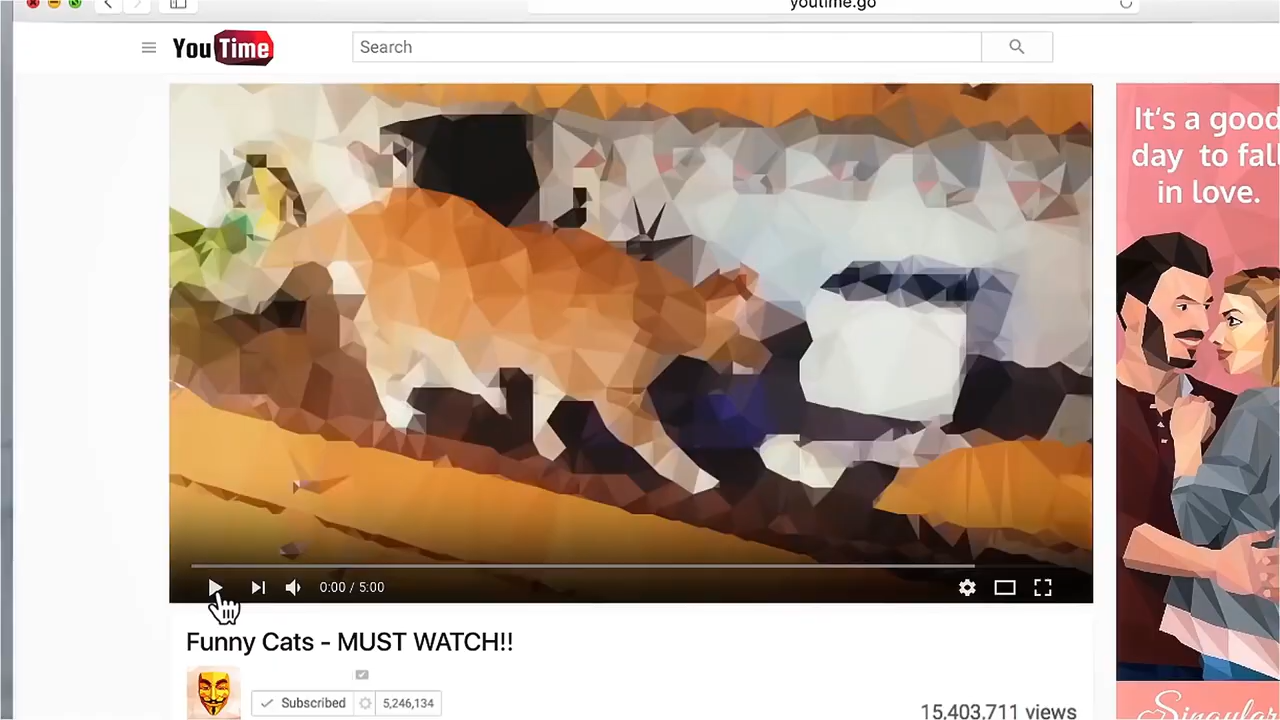 youtime.go
YouTime
Search
It's a good
day to fall
in love.
0:00 / 5:00
Funny Cats - MUST WATCH!!
Subscribed
5,246,134
15,403,711 views
Singular